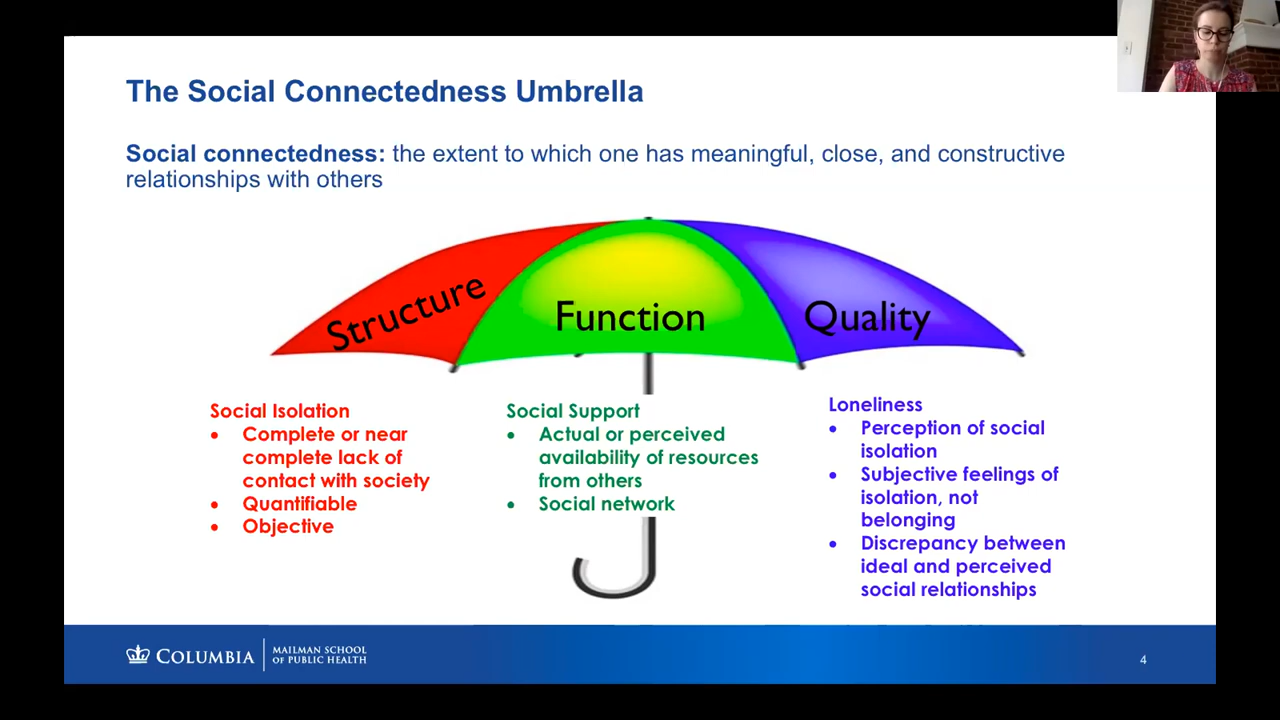 The Social Connectedness Umbrella
Social connectedness: the extent to which one has meaningful, close, and constructive
relationships with others
Structure
Function
Quality
Social Isolation
• Complete or near
complete lack of
contact with society
• Quantifiable
• Objective
Social Support
• Actual or perceived
availability of resources
from others
• Social network
Loneliness
• Perception of social
isolation
• Subjective feelings of
isolation, not
belonging
• Discrepancy between
ideal and perceived
social relationships
COLUMBIA
MAILMAN SCHOOL
OF PUBLIC HEALTH
4